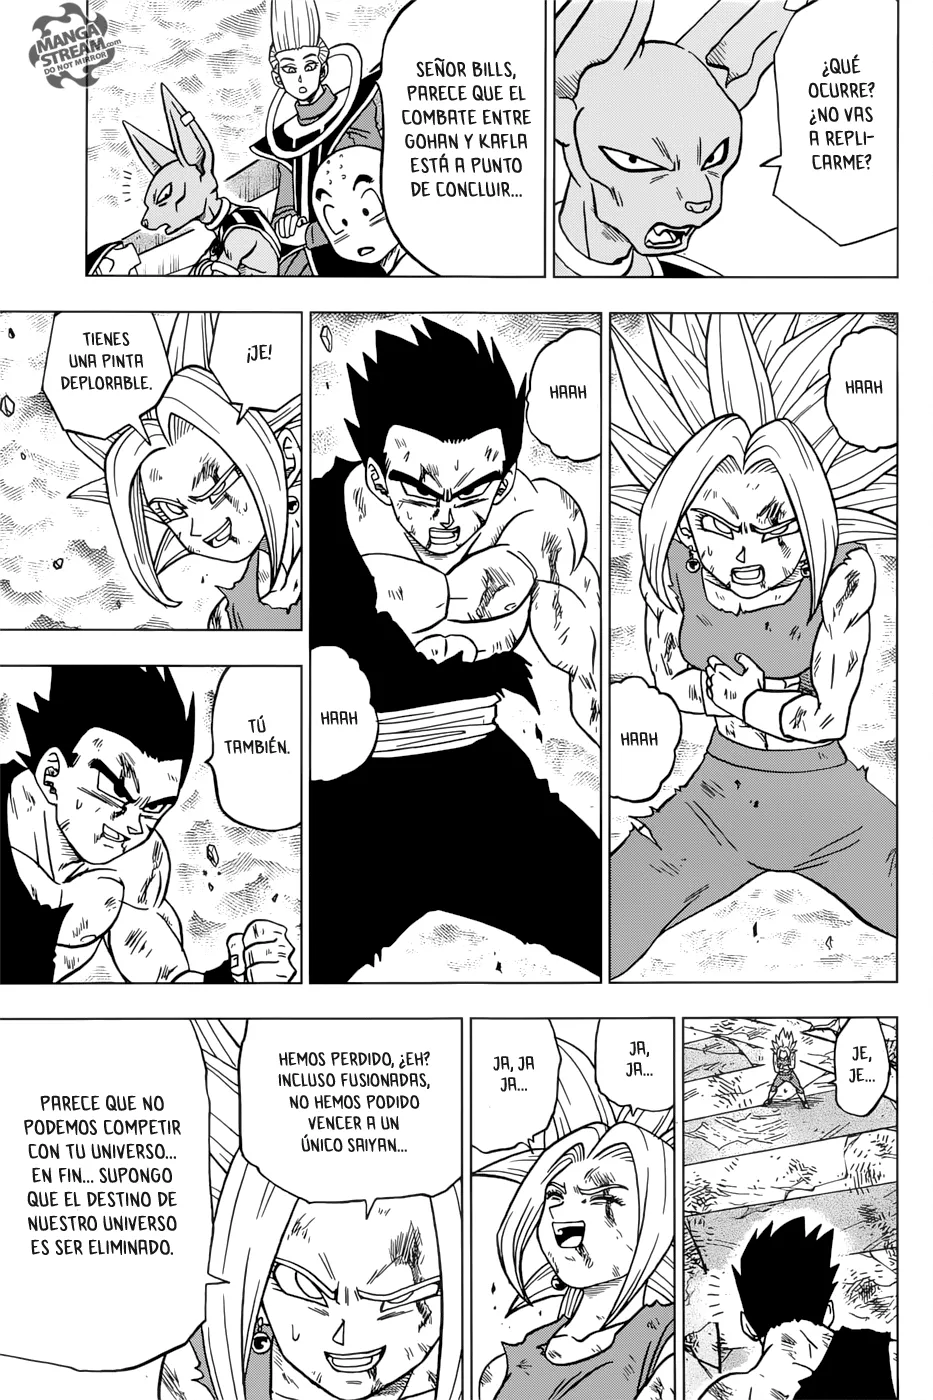 MANGA
STREAM.com
DO NOT MIRROR
¿QUÉ
OCURRE?
¿NO VAS
A REPLI-
CARME?
SEÑOR BILLS,
PARECE QUE EL
COMBATE ENTRE
GOHAN Y KAFLA
ESTÁ A PUNTO
DE CONCLUIR...
HAAH
HAAH
HAAH
HAAH
¡JE!
TIENES
UNA PINTA
DEPLORABLE.
TÚ
TAMBIÉN.
JE,
JE...
JA,
JA...
JA, JA
JA...
HEMOS PERDIDO, ¿EH?
INCLUSO FUSIONADAS,
NO HEMOS PODIDO
VENCER A UN
ÚNICO SAIYAN...
PARECE QUE NO
PODEMOS COMPETIR
CON TU UNIVERSO...
EN FIN... SUPONGO
QUE EL DESTINO DE
NUESTRO UNIVERSO
ES SER ELIMINADO.